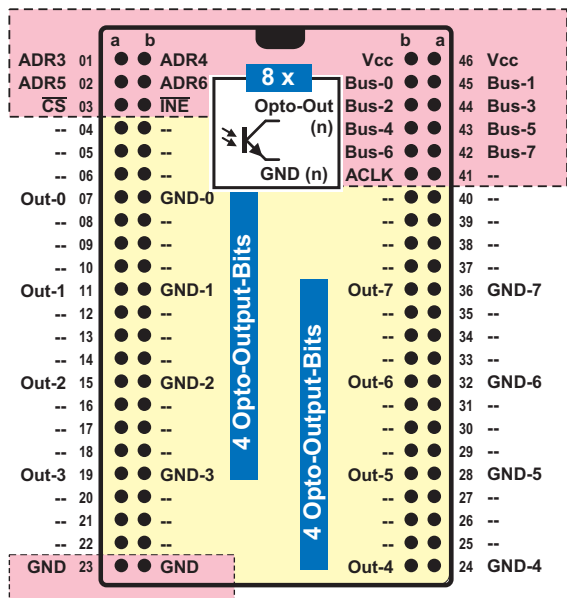 a b b a
ADR3 01 ADR4 Vcc 46 Vcc
ADR5 02 ADR6 8 x Bus-0 45 Bus-1
CS 03 INE Opto-Out Bus-2 44 Bus-3
-- 04 -- (n) Bus-4 43 Bus-5
-- 05 -- Bus-6 42 Bus-7
-- 06 -- GND (n) ACLK 41 --
Out-0 07 GND-0 -- 40 --
-- 08 -- -- 39 --
-- 09 -- -- 38 --
-- 10 -- -- 37 --
Out-1 11 GND-1 Out-7 36 GND-7
-- 12 -- -- 35 --
-- 13 -- -- 34 --
-- 14 -- -- 33 --
Out-2 15 GND-2 Out-6 32 GND-6
-- 16 -- -- 31 --
-- 17 -- -- 30 --
-- 18 -- -- 29 --
Out-3 19 GND-3 Out-5 28 GND-5
-- 20 -- -- 27 --
-- 21 -- -- 26 --
-- 22 -- -- 25 --
GND 23 GND Out-4 24 GND-4
4 Opto-Output-Bits
4 Opto-Output-Bits